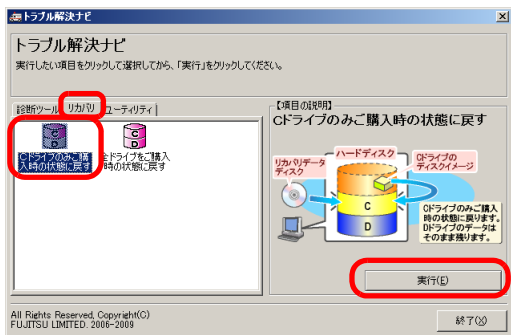 トラブル解決ナビ
トラブル解決ナビ
実行したい項目をクリックして選択してから、「実行」をクリックしてください。
診断ツール
リカバリ
ユーティリティ
Cドライブのみご購
入時の状態に戻す
全ドライブをご購入
時の状態に戻す
【項目の説明】
Cドライブのみご購入時の状態に戻す
リカバリデータ
ディスク
ハードディスク
Cドライブの
ディスクイメージ
C
D
Cドライブのみご購入
時の状態に戻ります。
Dドライブのデータは
そのまま残ります。
実行(E)
All Rights Reserved, Copyright(C)
FUJITSU LIMITED. 2006-2009
終了(X)